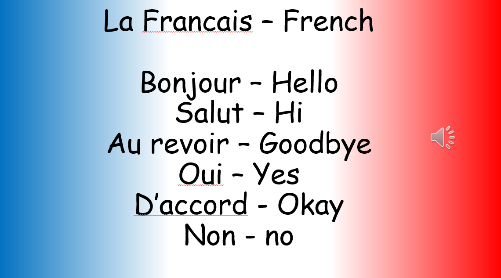 La Francais – French
Bonjour – Hello
Salut – Hi
Au revoir – Goodbye
Oui – Yes
D'accord - Okay
Non - no